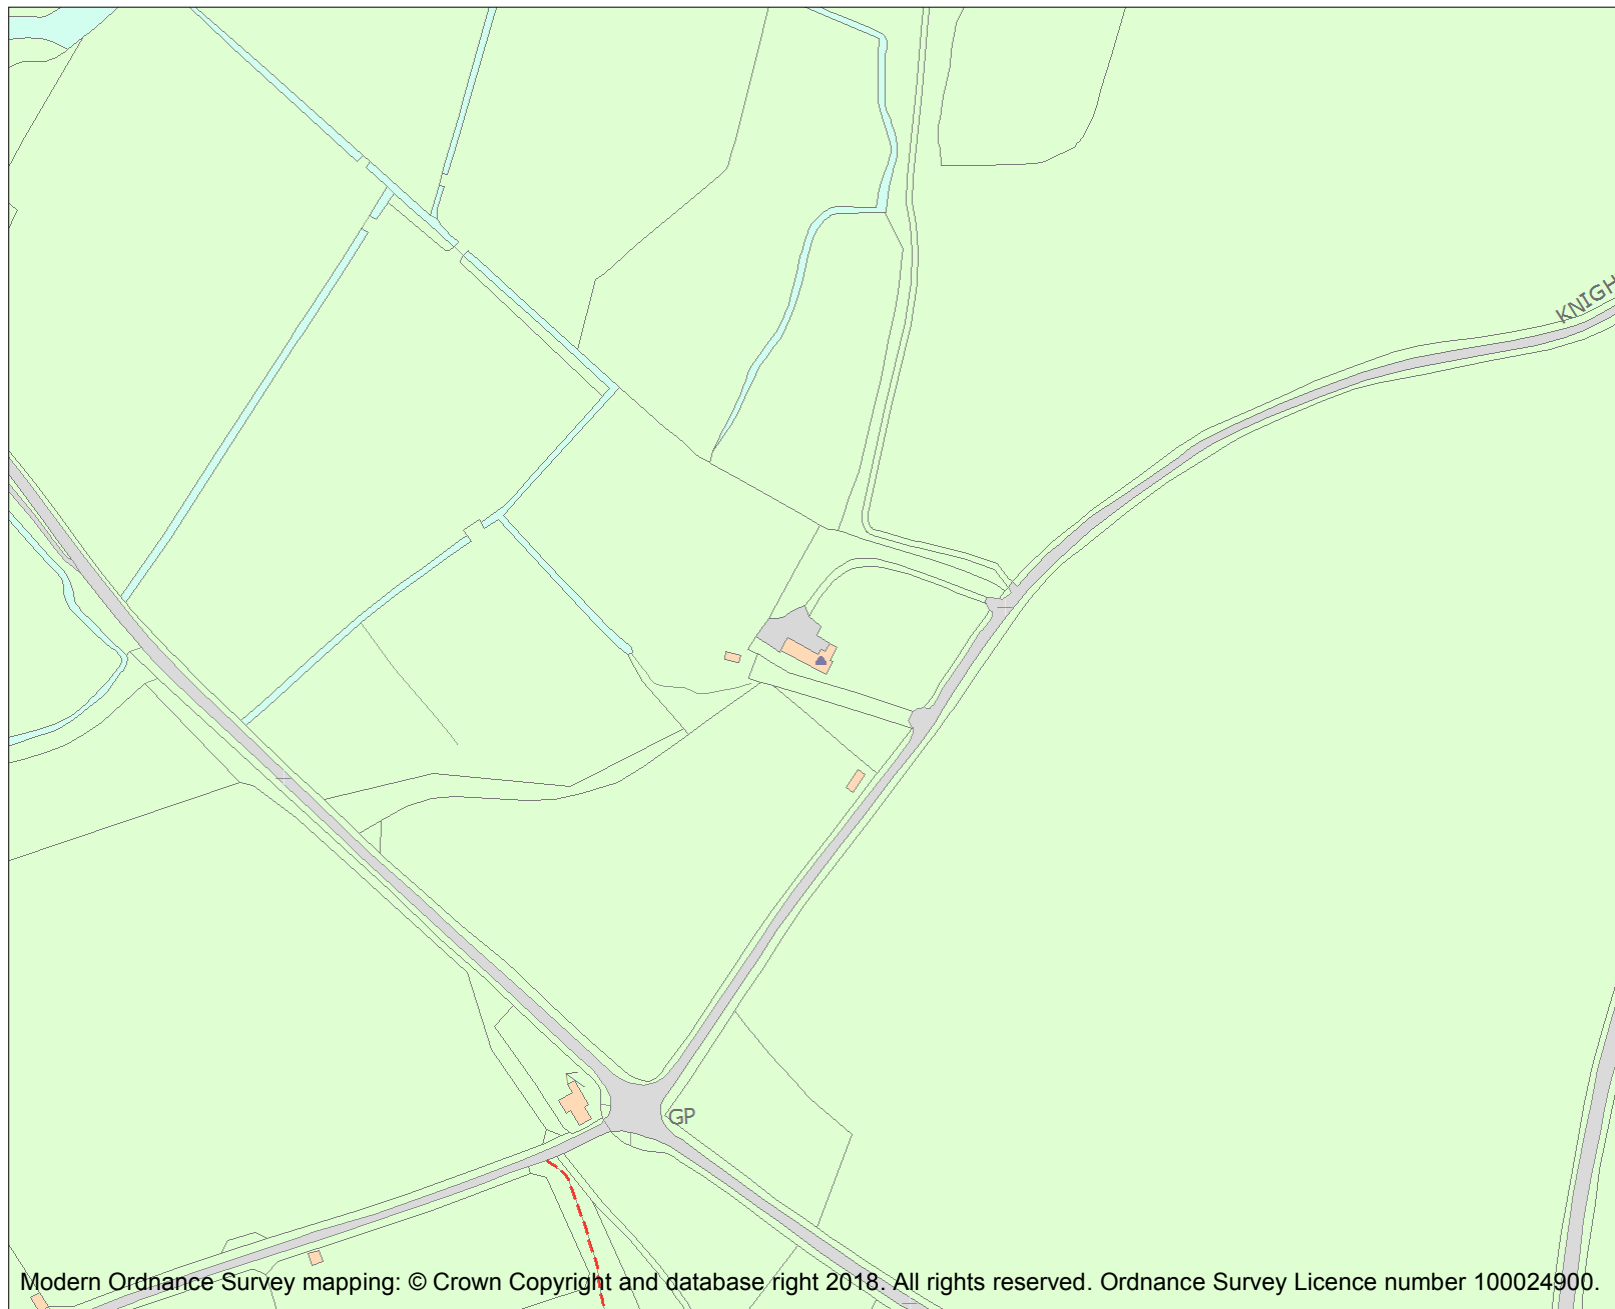 KNIGH
GP
Modern Ordnance Survey mapping: © Crown Copyright and database right 2018. All rights reserved. Ordnance Survey Licence number 100024900.